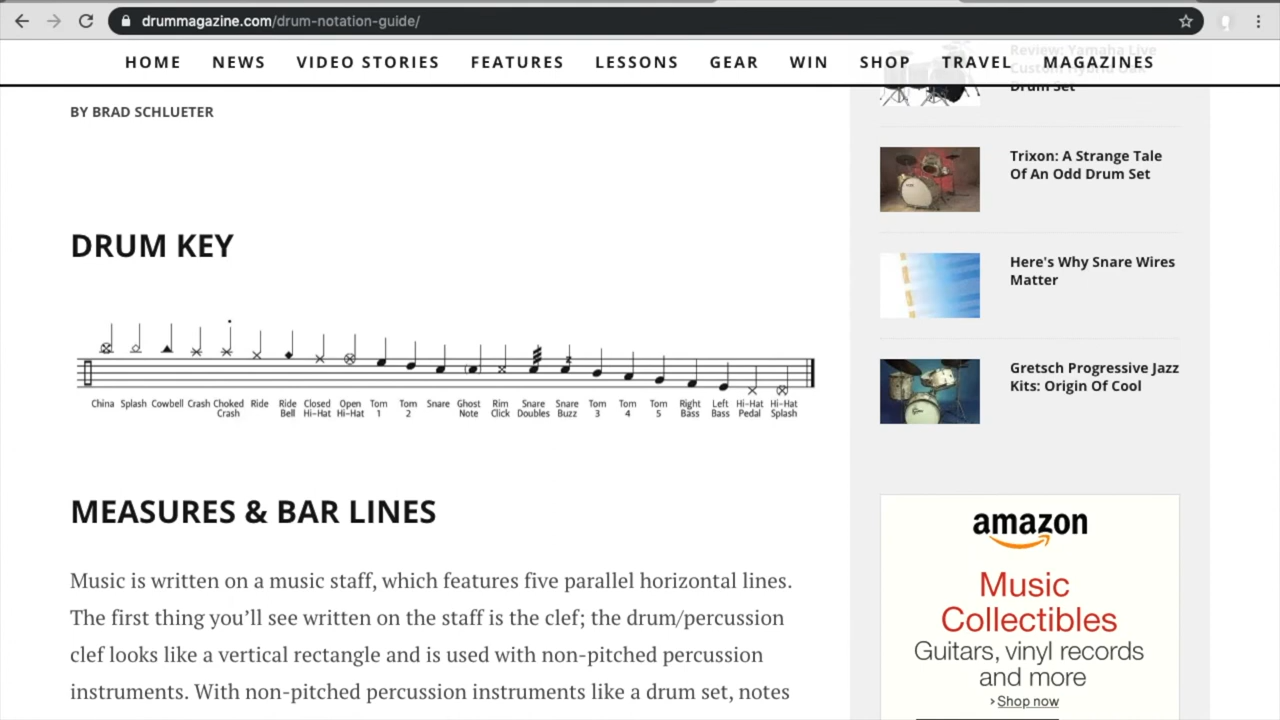 drummagazine.com/drum-notation-guide/
HOME NEWS VIDEO STORIES FEATURES LESSONS GEAR WIN SHOP TRAVEL MAGAZINES
BY BRAD SCHLUETER
DRUM KEY
China Splash Cowbell Crash Choked Crash Ride Ride Bell Closed Hi-Hat Open Hi-Hat Tom 1 Tom 2 Snare Ghost Note Rim Click Snare Doubles Snare Buzz Tom 3 Tom 4 Tom 5 Right Bass Left Bass Hi-Hat Pedal Hi-Hat Splash
MEASURES & BAR LINES
Music is written on a music staff, which features five parallel horizontal lines.
The first thing you’ll see written on the staff is the clef; the drum/percussion
clef looks like a vertical rectangle and is used with non-pitched percussion
instruments. With non-pitched percussion instruments like a drum set, notes
Review: Yamaha Live
Custom Hybrid Oak
Drum Set
Trixon: A Strange Tale
Of An Odd Drum Set
Here's Why Snare Wires
Matter
Gretsch Progressive Jazz
Kits: Origin Of Cool
amazon
Music
Collectibles
Guitars, vinyl records
and more
› Shop now